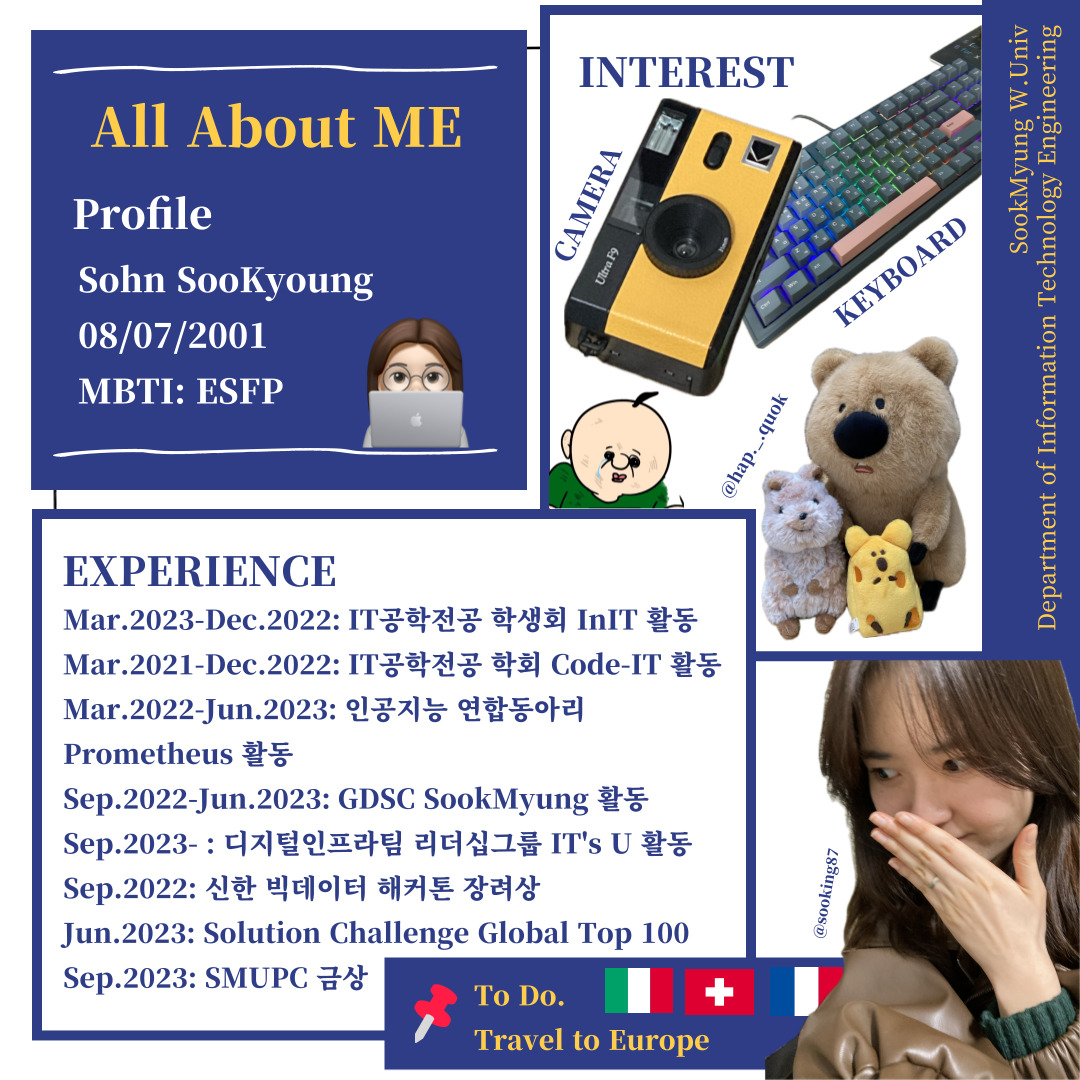 All About ME
Profile
Sohn SooKyoung
08/07/2001
MBTI: ESFP
INTEREST
CAMERA
Ultra F9
KEYBOARD
@hap._.quok
SookMyung W.Univ
Department of Information Technology Engineering
EXPERIENCE
Mar.2023-Dec.2022: IT공학전공 학생회 InIT 활동
Mar.2021-Dec.2022: IT공학전공 학회 Code-IT 활동
Mar.2022-Jun.2023: 인공지능 연합동아리
Prometheus 활동
Sep.2022-Jun.2023: GDSC SookMyung 활동
Sep.2023- : 디지털인프라팀 리더십그룹 IT's U 활동
Sep.2022: 신한 빅데이터 해커톤 장려상
Jun.2023: Solution Challenge Global Top 100
Sep.2023: SMUPC 금상
@sooking87
To Do.
Travel to Europe